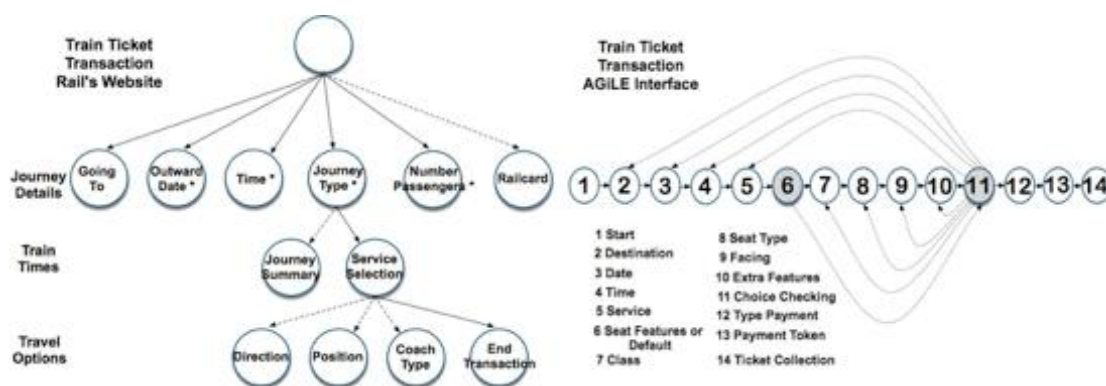 Train Ticket
Transaction
Rail's Website
Journey
Details
Going
To
Outward
Date *
Time *
Journey
Type *
Number
Passengers *
Railcard
Train
Times
Journey
Summary
Service
Selection
Travel
Options
Direction
Position
Coach
Type
End
Transaction
Train Ticket
Transaction
AGiLE Interface
1 2 3 4 5 6 7 8 9 10 11 12 13 14
1 Start
2 Destination
3 Date
4 Time
5 Service
6 Seat Features or
Default
7 Class
8 Seat Type
9 Facing
10 Extra Features
11 Choice Checking
12 Type Payment
13 Payment Token
14 Ticket Collection